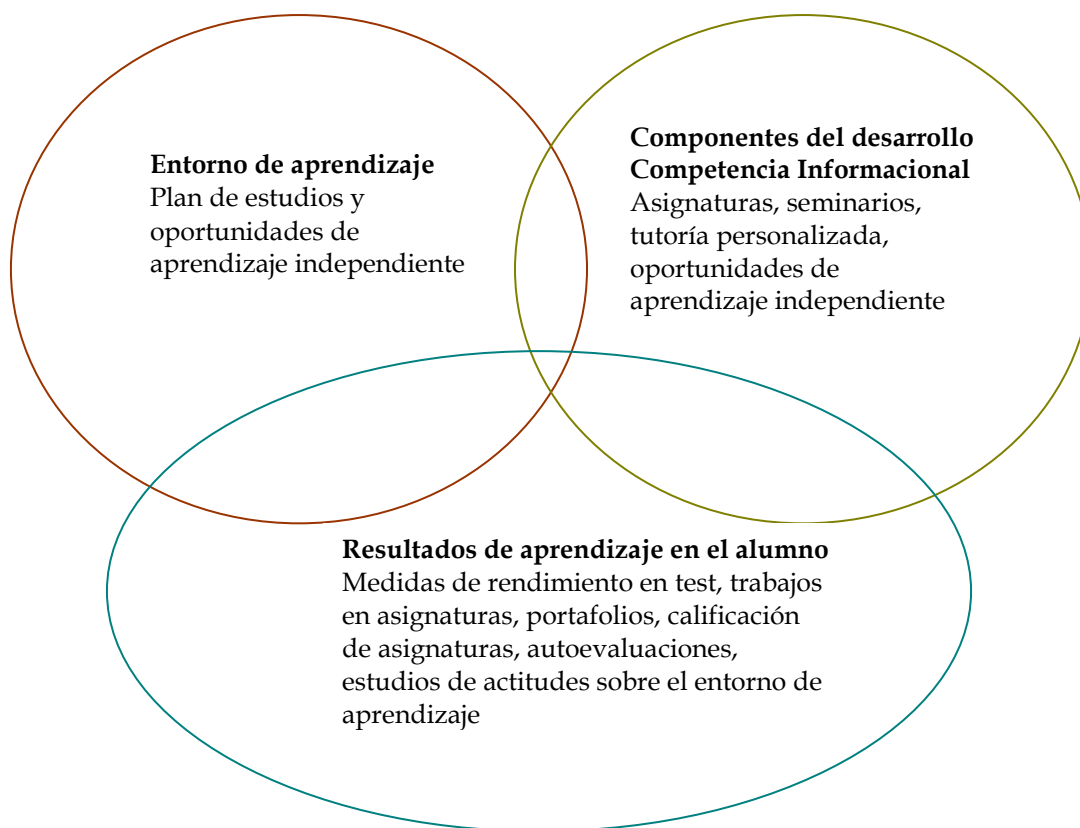 Entorno de aprendizaje
Plan de estudios y
oportunidades de
aprendizaje independiente
Componentes del desarrollo
Competencia Informacional
Asignaturas, seminarios,
tutoría personalizada,
oportunidades de
aprendizaje independiente
Resultados de aprendizaje en el alumno
Medidas de rendimiento en test, trabajos
en asignaturas, portafolios, calificación
de asignaturas, autoevaluaciones,
estudios de actitudes sobre el entorno de
aprendizaje